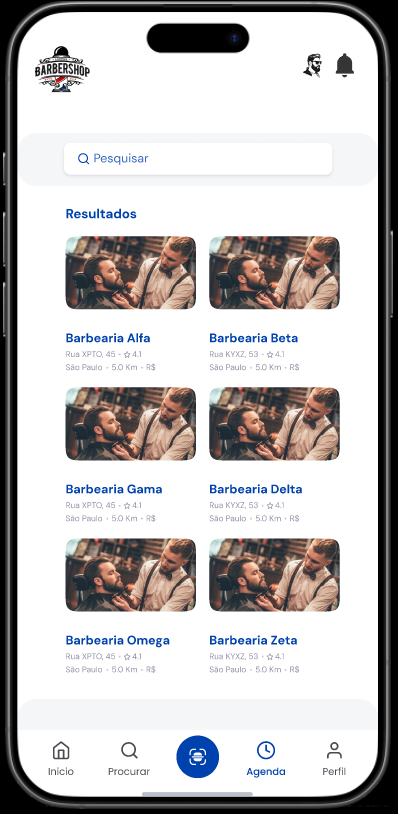 BARBERSHOP
Pesquisar
Resultados
Barbearia Alfa
Rua XPTO, 45 · ☆ 4.1
São Paulo · 5.0 Km · R$
Barbearia Beta
Rua KYXZ, 53 · ☆ 4.1
São Paulo · 5.0 Km · R$
Barbearia Gama
Rua XPTO, 45 · ☆ 4.1
São Paulo · 5.0 Km · R$
Barbearia Delta
Rua KYXZ, 53 · ☆ 4.1
São Paulo · 5.0 Km · R$
Barbearia Omega
Rua XPTO, 45 · ☆ 4.1
São Paulo · 5.0 Km · R$
Barbearia Zeta
Rua KYXZ, 53 · ☆ 4.1
São Paulo · 5.0 Km · R$
Início
Procurar
Agenda
Perfil